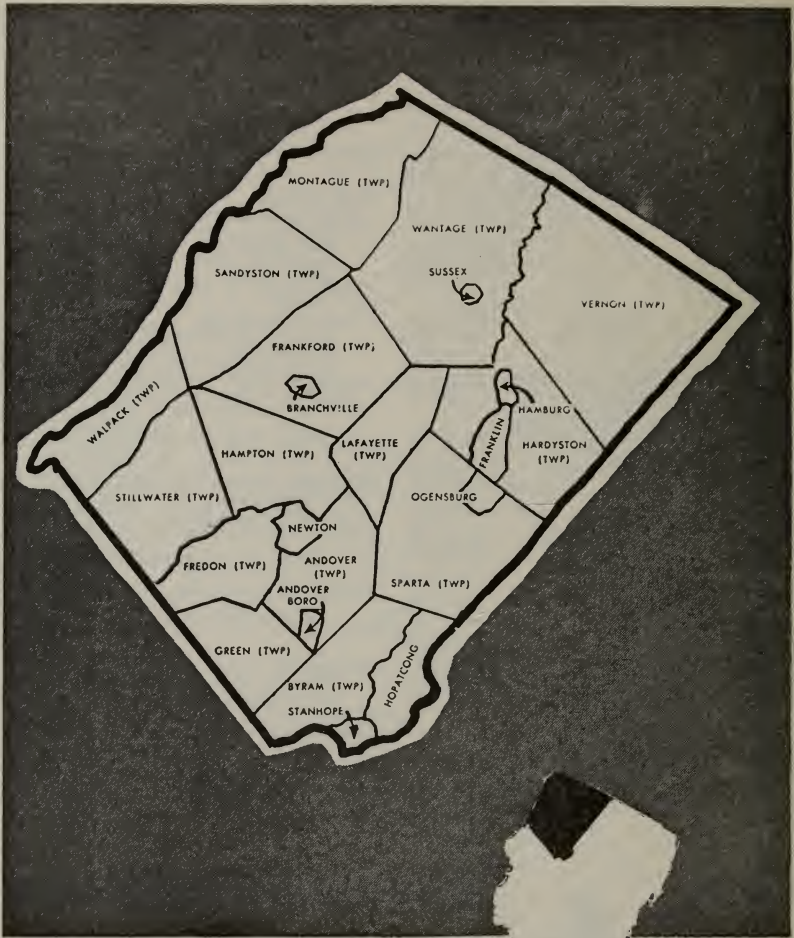 MONTAGUE (TWP)
WANTAGE (TWP)
SANDYSTON (TWP)
SUSSEX
VERNON (TWP)
FRANKFORD (TWP)
WALPACK (TWP)
BRANCHVILLE
HAMBURG
FRANKLIN
HARDYSTON
(TWP)
LAFAYETTE
(TWP)
HAMPTON (TWP)
STILLWATER (TWP)
OGENSBURG
NEWTON
FREDON (TWP)
ANDOVER
(TWP)
SPARTA (TWP)
ANDOVER
BORO
GREEN (TWP)
HOPATCONG
BYRAM (TWP)
STANHOPE